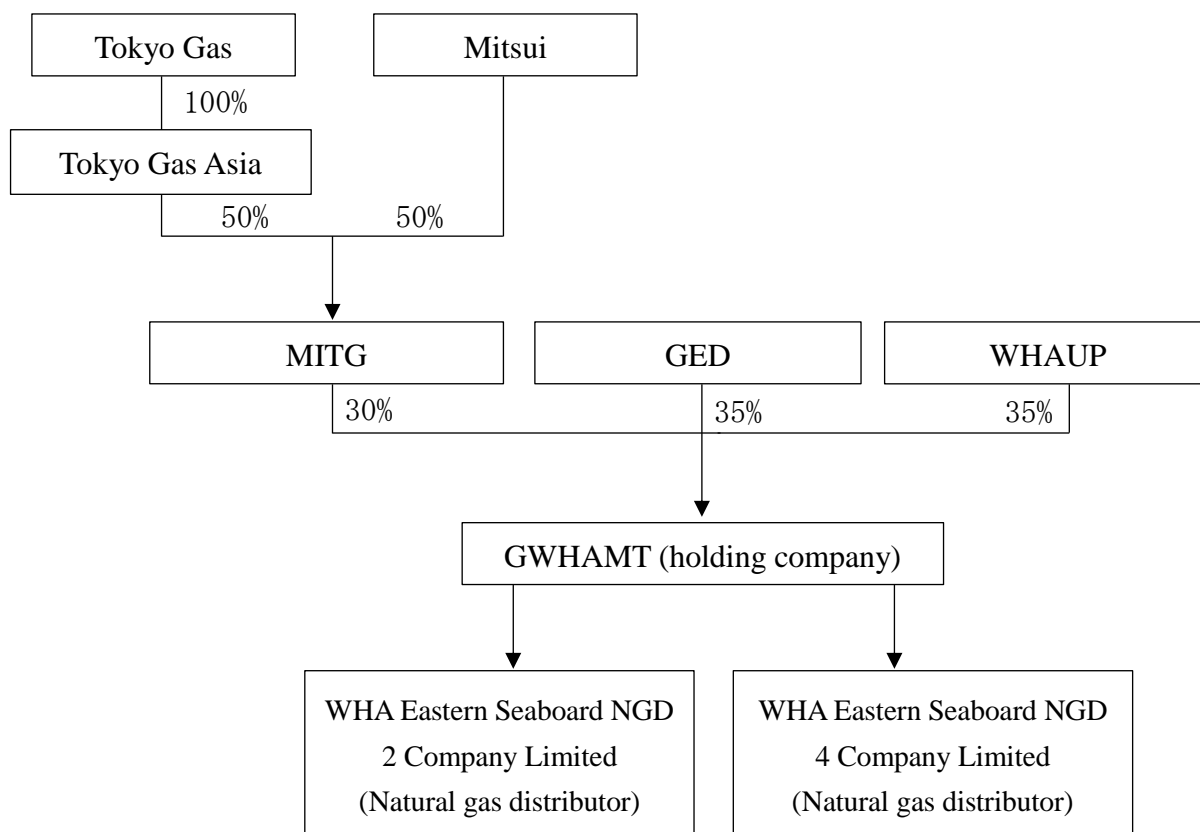 Tokyo Gas
Mitsui
100%
Tokyo Gas Asia
50%
50%
MITG
GED
WHAUP
30%
35%
35%
GWHAMT (holding company)
WHA Eastern Seaboard NGD
2 Company Limited
(Natural gas distributor)
WHA Eastern Seaboard NGD
4 Company Limited
(Natural gas distributor)